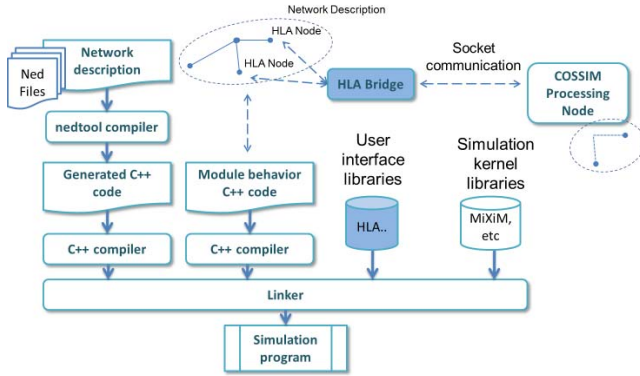 Network Description
HLA Node
HLA Node
Network
description
Ned
Files
HLA Bridge
Socket
communication
COSSIM
Processing
Node
nedtool compiler
Generated C++
code
Module behavior
C++ code
User
interface
libraries
Simulation
kernel
libraries
HLA..
MiXiM,
etc
C++ compiler
C++ compiler
Linker
Simulation
program